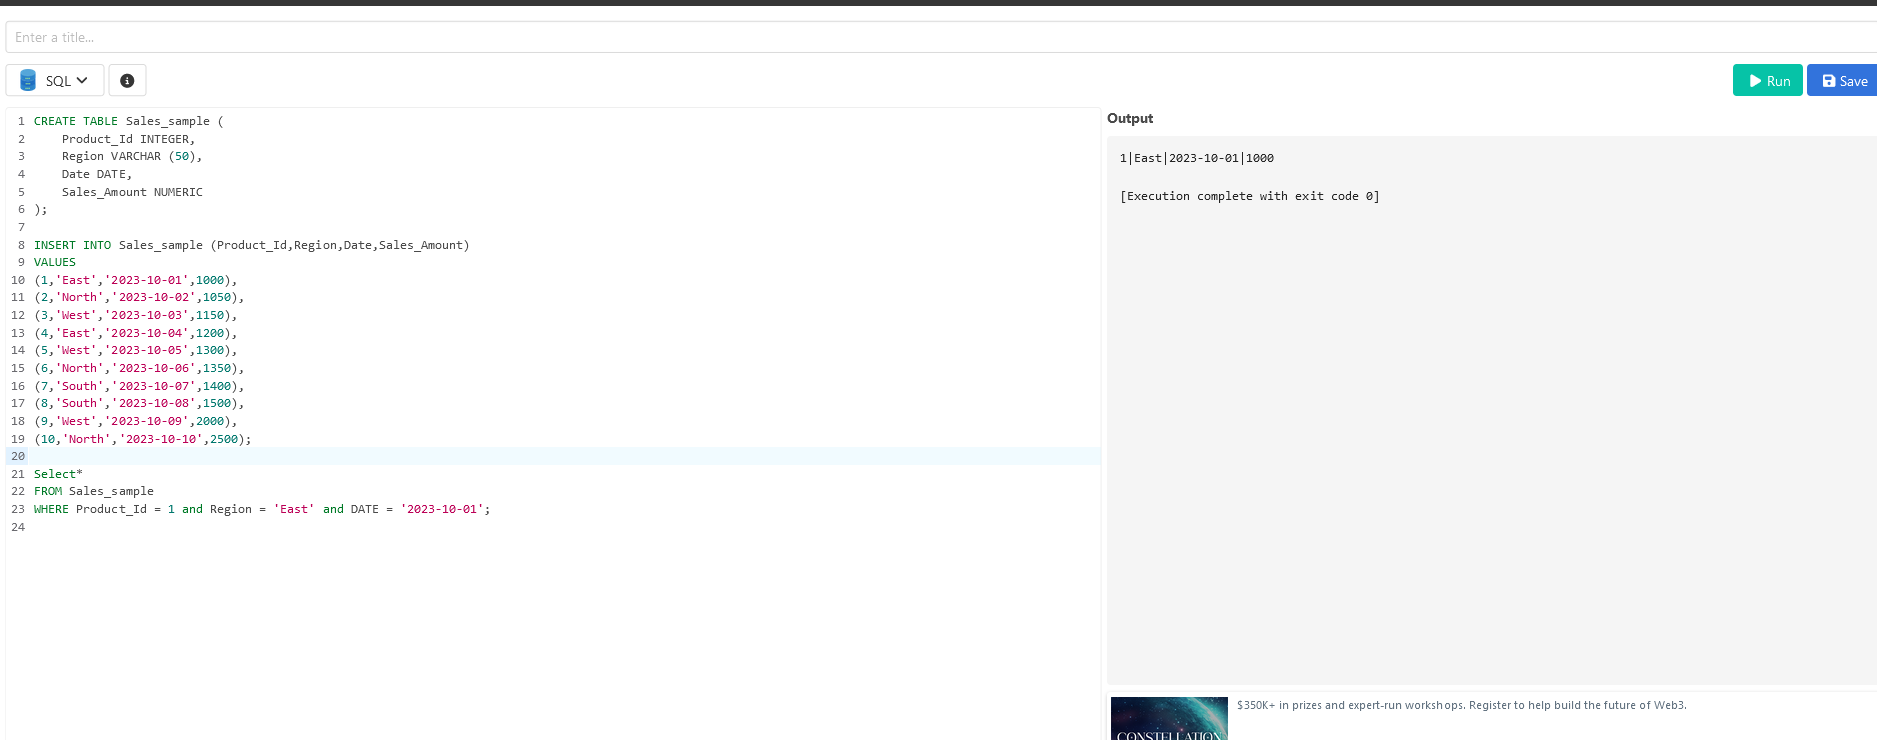 Enter a title...
SQL
Run
Save
1 CREATE TABLE Sales_sample (
2     Product_Id INTEGER,
3     Region VARCHAR (50),
4     Date DATE,
5     Sales_Amount NUMERIC
6 );
7
8 INSERT INTO Sales_sample (Product_Id,Region,Date,Sales_Amount)
9 VALUES
10 (1,'East','2023-10-01',1000),
11 (2,'North','2023-10-02',1050),
12 (3,'West','2023-10-03',1150),
13 (4,'East','2023-10-04',1200),
14 (5,'West','2023-10-05',1300),
15 (6,'North','2023-10-06',1350),
16 (7,'South','2023-10-07',1400),
17 (8,'South','2023-10-08',1500),
18 (9,'West','2023-10-09',2000),
19 (10,'North','2023-10-10',2500);
20
21 Select*
22 FROM Sales_sample
23 WHERE Product_Id = 1 and Region = 'East' and DATE = '2023-10-01';
24
Output
1|East|2023-10-01|1000
[Execution complete with exit code 0]
$350K+ in prizes and expert-run workshops. Register to help build the future of Web3.
CONSTELLATION